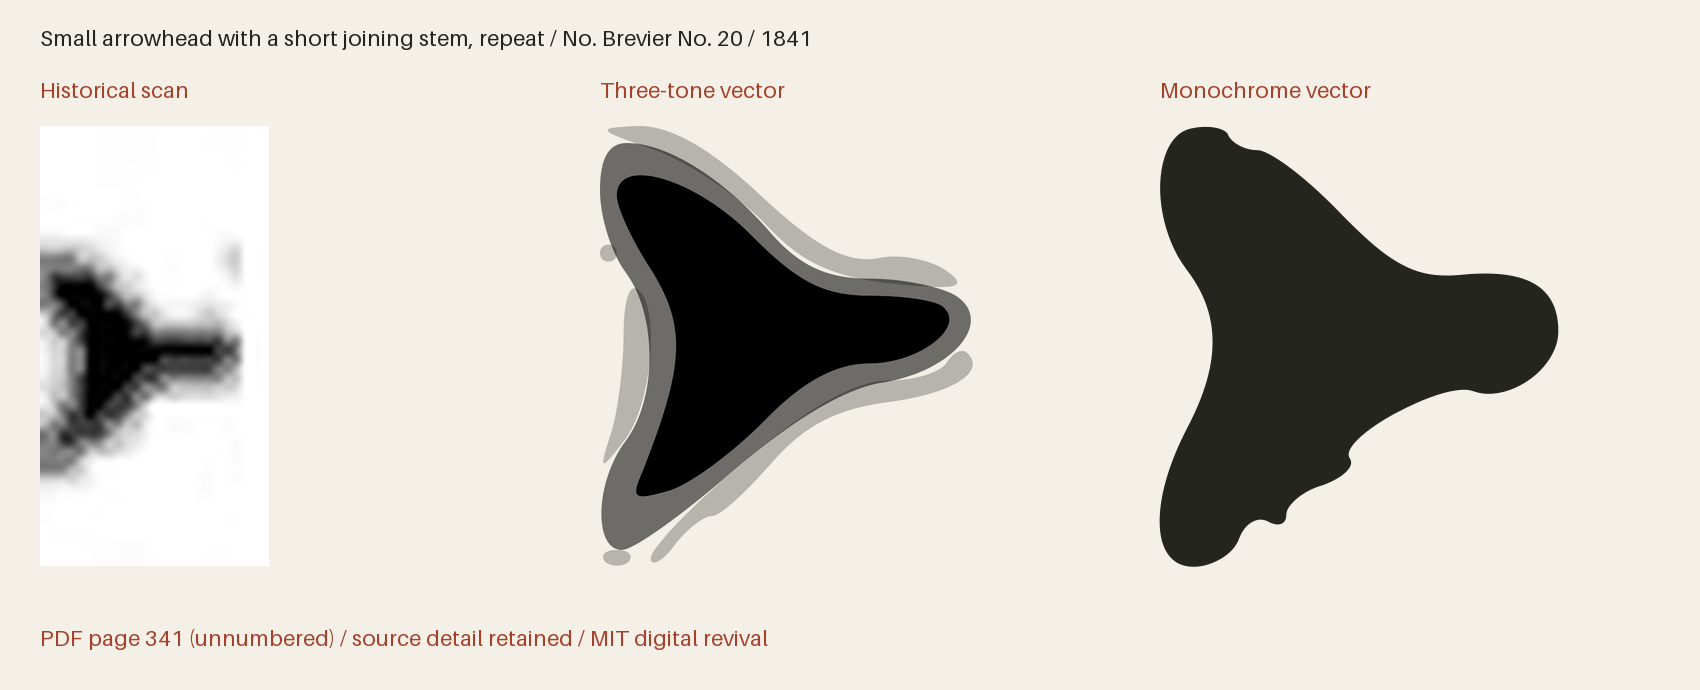 Small arrowhead with a short joining stem, repeat / No. Brevier No. 20 / 1841
Historical scan
Three-tone vector
Monochrome vector
PDF page 341 (unnumbered) / source detail retained / MIT digital revival